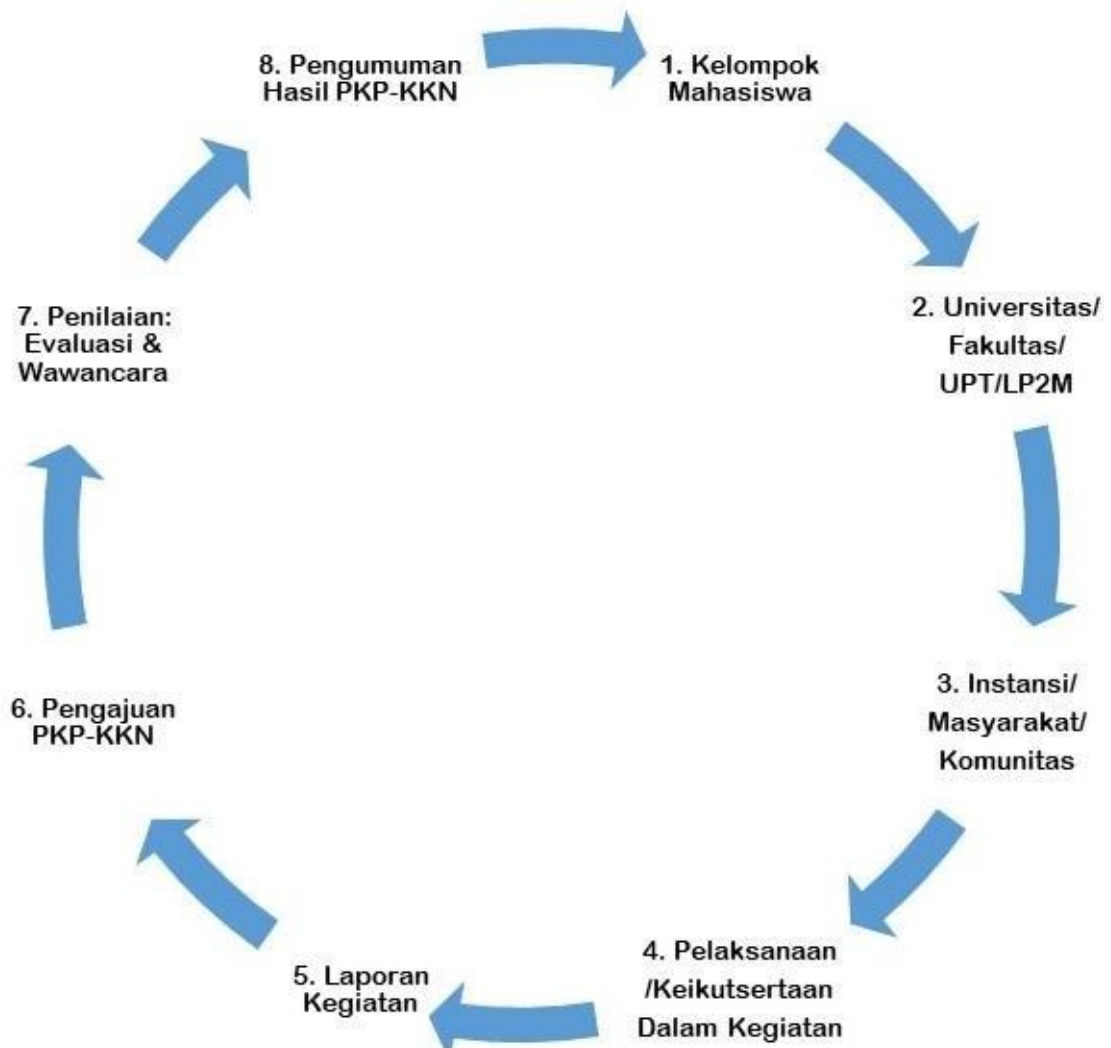 1. Kelompok
Mahasiswa
2. Universitas/
Fakultas/
UPT/LP2M
3. Instansi/
Masyarakat/
Komunitas
4. Pelaksanaan
/Keikutsertaan
Dalam Kegiatan
5. Laporan
Kegiatan
6. Pengajuan
PKP-KKN
7. Penilaian:
Evaluasi &
Wawancara
8. Pengumuman
Hasil PKP-KKN